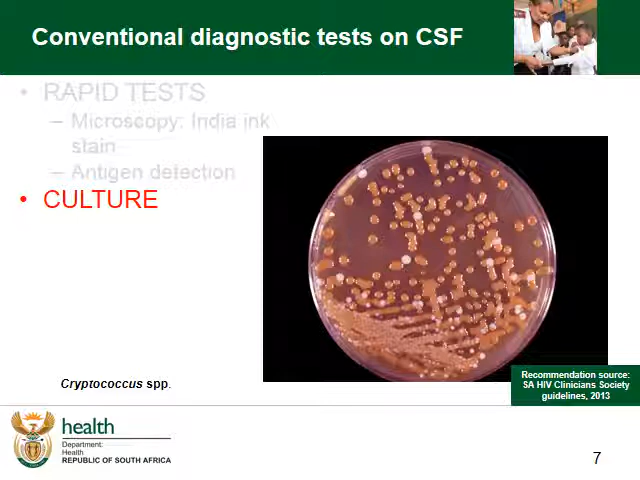 Conventional diagnostic tests on CSF
• RAPID TESTS
– Microscopy: India ink
stain
– Antigen detection
• CULTURE
Cryptococcus spp.
Recommendation source:
SA HIV Clinicians Society
guidelines, 2013
health
Department:
Health
REPUBLIC OF SOUTH AFRICA
7